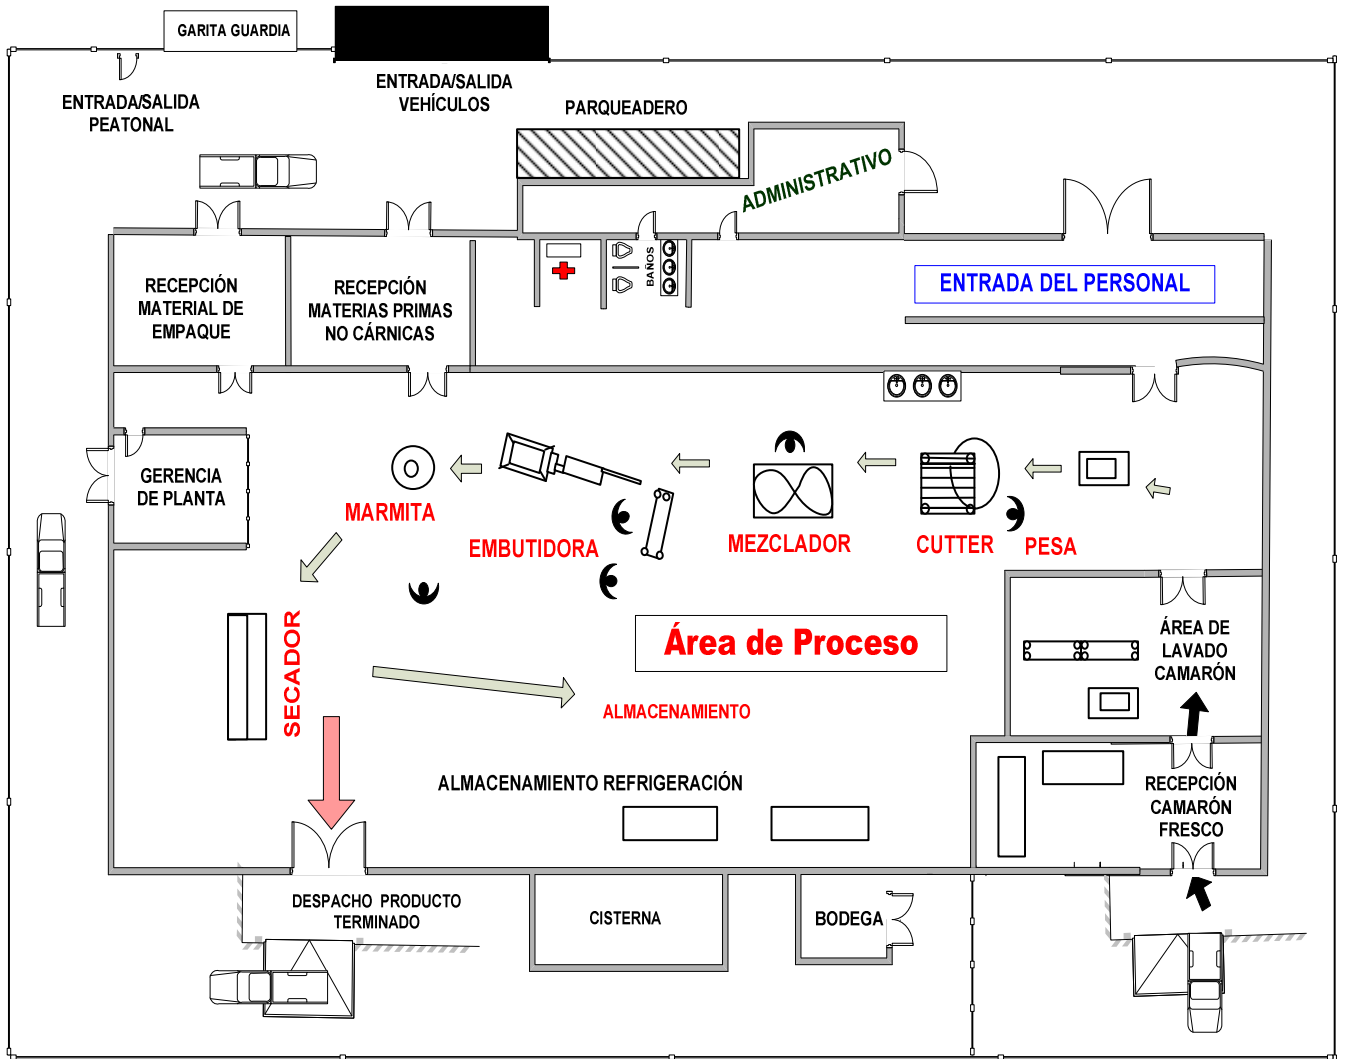 GARITA GUARDIA
ENTRADA/SALIDA
PEATONAL
ENTRADA/SALIDA
VEHÍCULOS
PARQUEADERO
ADMINISTRATIVO
BAÑOS
ENTRADA DEL PERSONAL
RECEPCIÓN
MATERIAL DE
EMPAQUE
RECEPCIÓN
MATERIAS PRIMAS
NO CÁRNICAS
GERENCIA
DE PLANTA
MARMITA
EMBUTIDORA
MEZCLADOR
CUTTER
PESA
SECADOR
Área de Proceso
ALMACENAMIENTO
ÁREA DE
LAVADO
CAMARÓN
ALMACENAMIENTO REFRIGERACIÓN
RECEPCIÓN
CAMARÓN
FRESCO
DESPACHO PRODUCTO
TERMINADO
CISTERNA
BODEGA